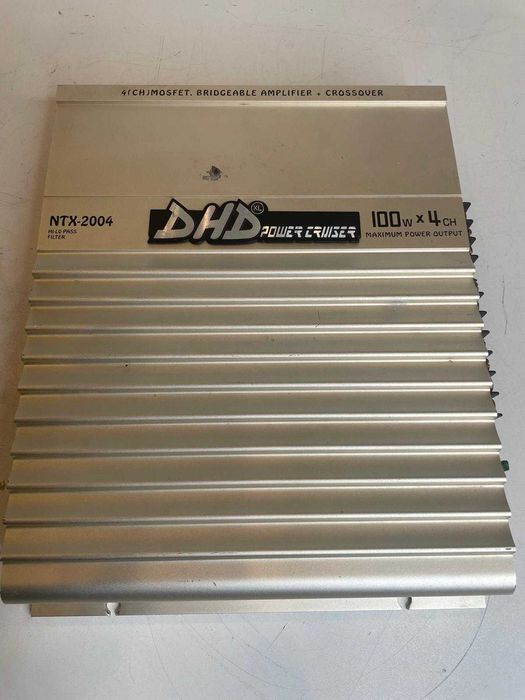 4(CH)MOSFET. BRIDGEABLE AMPLIFIER + CROSSOVER
NTX-2004
HI-LO PASS
FILTER
DHD XL
POWER CRUISER
100W x 4CH
MAXIMUM POWER OUTPUT